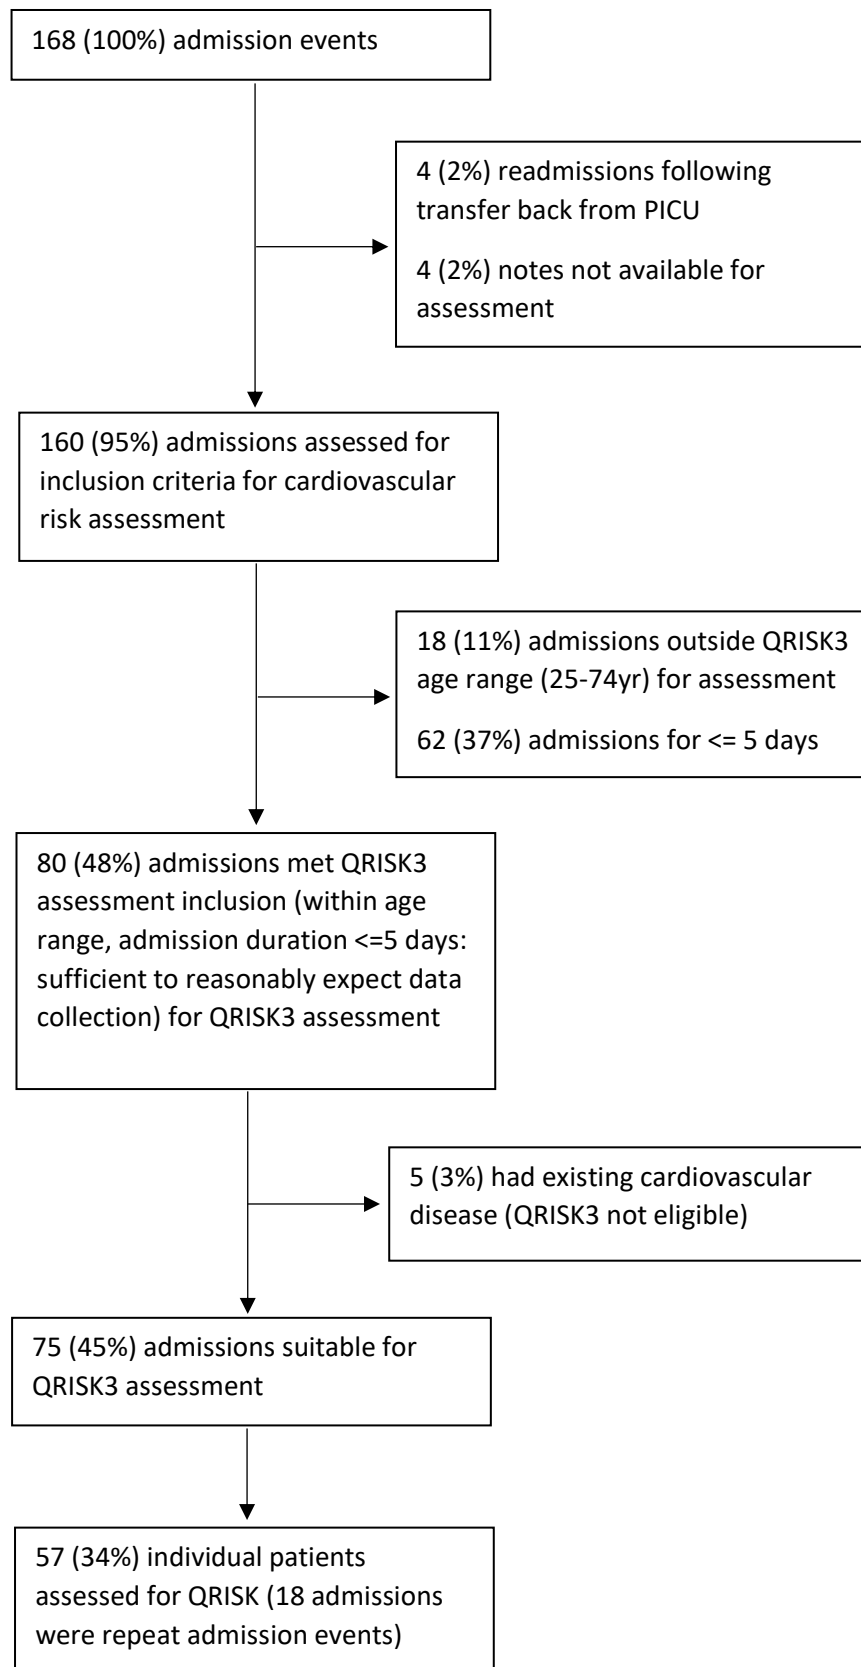 168 (100%) admission events
4 (2%) readmissions following
transfer back from PICU
4 (2%) notes not available for
assessment
160 (95%) admissions assessed for
inclusion criteria for cardiovascular
risk assessment
18 (11%) admissions outside QRISK3
age range (25-74yr) for assessment
62 (37%) admissions for <= 5 days
80 (48%) admissions met QRISK3
assessment inclusion (within age
range, admission duration <=5 days:
sufficient to reasonably expect data
collection) for QRISK3 assessment
5 (3%) had existing cardiovascular
disease (QRISK3 not eligible)
75 (45%) admissions suitable for
QRISK3 assessment
57 (34%) individual patients
assessed for QRISK (18 admissions
were repeat admission events)